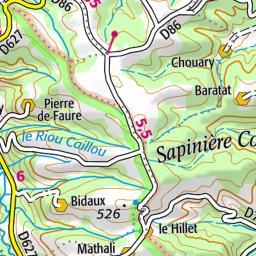 D627
D86
D86
Chouary
Baratat
Pierre
de Faure
5,5
le Riou Caillou
Sapinière Co
6
Bidaux
526
le Hillet
D627
Mathali